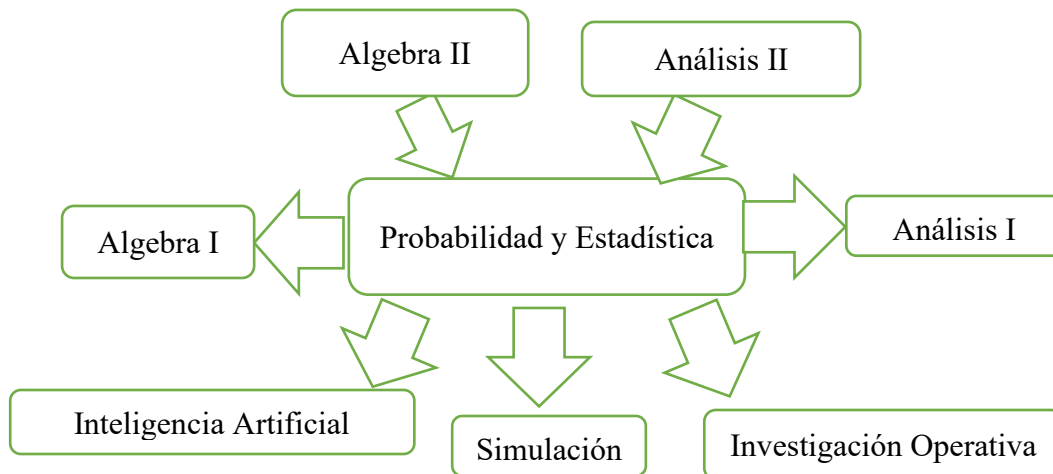 Algebra II
Análisis II
Algebra I
Probabilidad y Estadística
Análisis I
Inteligencia Artificial
Simulación
Investigación Operativa